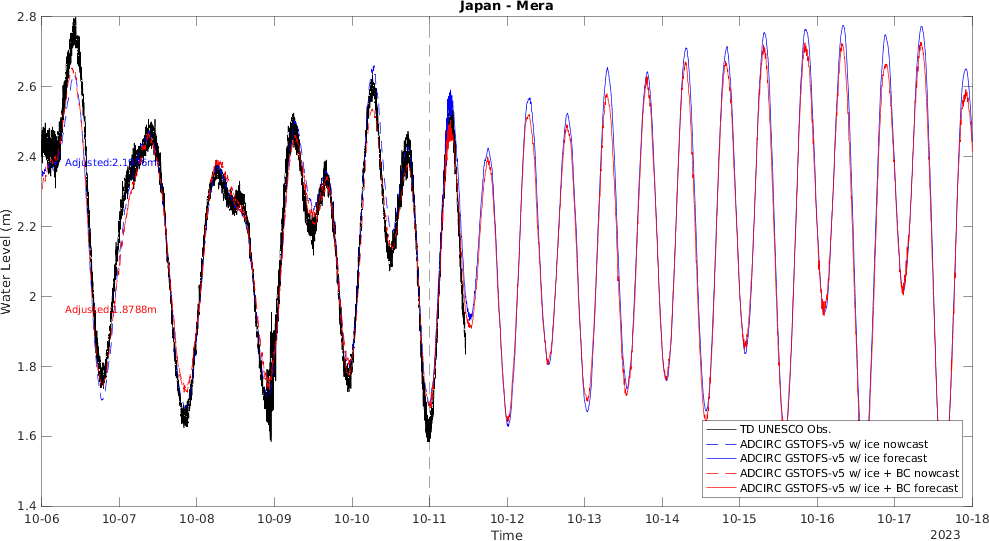 Japan - Mera
2.8
2.6
2.4
2.2
2
1.8
1.6
1.4
Water Level (m)
Adjusted:1.8788m
10-06
10-07
10-08
10-09
10-10
10-11
10-12
10-13
10-14
10-15
10-16
10-17
10-18
Time
2023
TD UNESCO Obs.
ADCIRC GSTOFS-v5 w/ ice nowcast
ADCIRC GSTOFS-v5 w/ ice forecast
ADCIRC GSTOFS-v5 w/ ice + BC nowcast
ADCIRC GSTOFS-v5 w/ ice + BC forecast